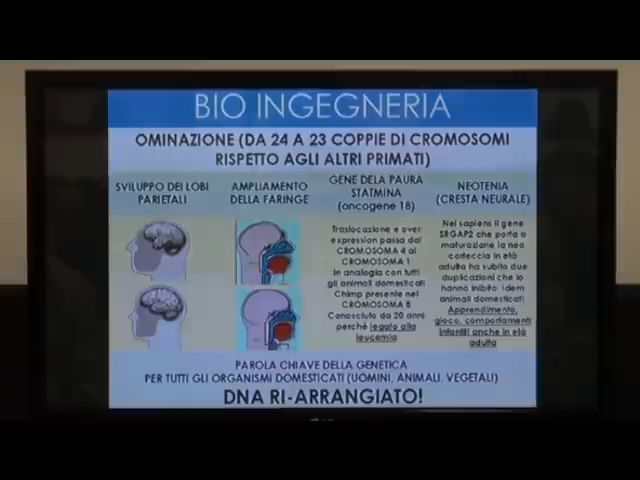 BIO INGEGNERIA
OMINAZIONE (DA 24 A 23 COPPIE DI CROMOSOMI
RISPETTO AGLI ALTRI PRIMATI)
SVILUPPO DEI LOBI
PARIETALI
AMPLIAMENTO
DELLA FARINGE
GENE DELA PAURA
STATMINA
(oncogene 18)
Traslocazione e over
expression passa dal
CROMOSOMA 4 al
CROMOSOMA 1
in analogia con tutti
gli animali domesticati
Chimp presente nel
CROMOSOMA 5
Conosciuto da 20 anni
perché legato alla
leucemia
NEOTENIA
(CRESTA NEURALE)
Nel sapiens il gene
SRGAP2 che porta a
maturazione la neo
corteccia in età
adulta ha subito due
duplicazioni che lo
hanno inibito. Idem
animali domesticati.
Apprendimento,
gioco, comportamenti
infantili anche in età
adulta
PAROLA CHIAVE DELLA GENETICA
PER TUTTI GLI ORGANISMI DOMESTICATI (UOMINI, ANIMALI, VEGETALI)
DNA RI-ARRANGIATO!